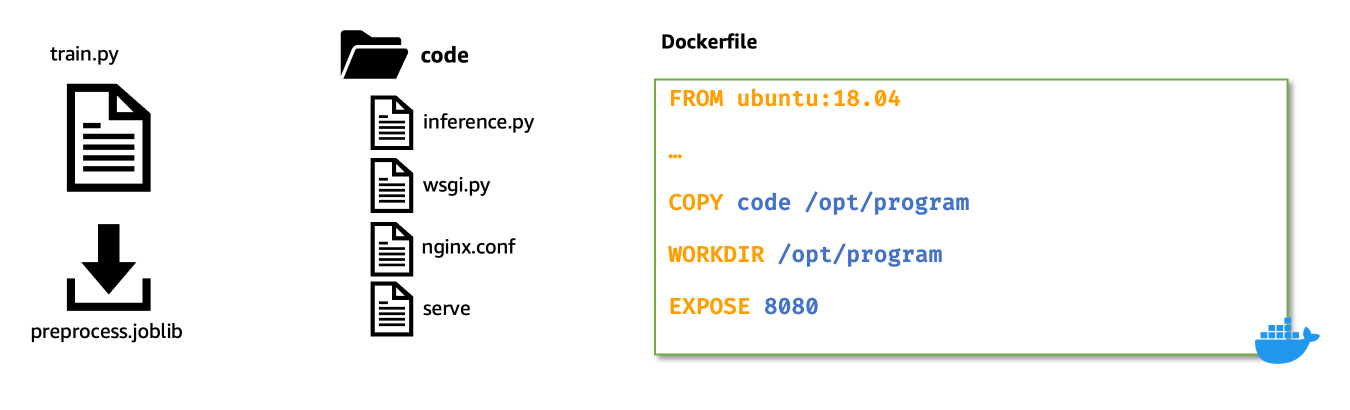 train.py
preprocess.joblib
code
inference.py
wsgi.py
nginx.conf
serve
Dockerfile
FROM ubuntu:18.04
…
COPY code /opt/program
WORKDIR /opt/program
EXPOSE 8080